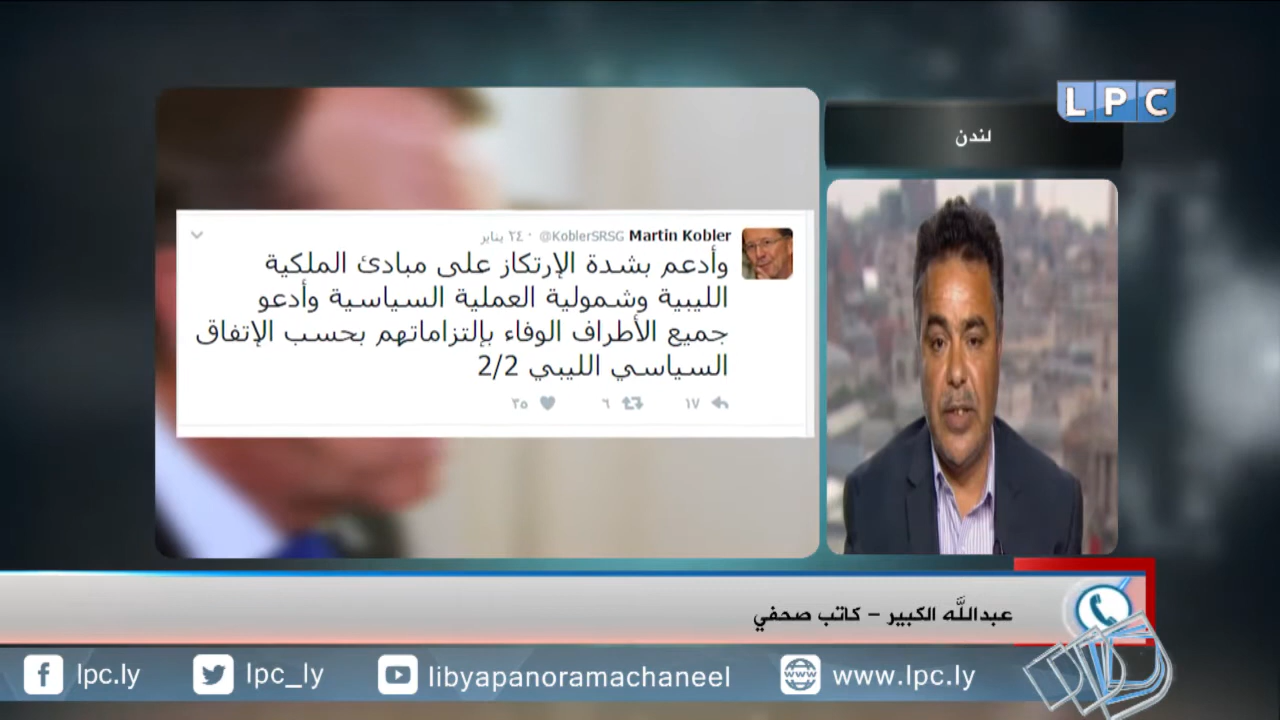 LPC
لندن
Martin Kobler @KoblerSRSG · ٢٤ يناير
وأدعم بشدة الإرتكاز على مبادئ الملكية
الليبية وشمولية العملية السياسية وأدعو
جميع الأطراف الوفاء بإلتزاماتهم بحسب الإتفاق
السياسي الليبي 2/2
١٧ ٦ ٣٥
عبداللَّه الكبير – كاتب صحفي
lpc.ly lpc_ly libyapanoramachaneel www.lpc.ly